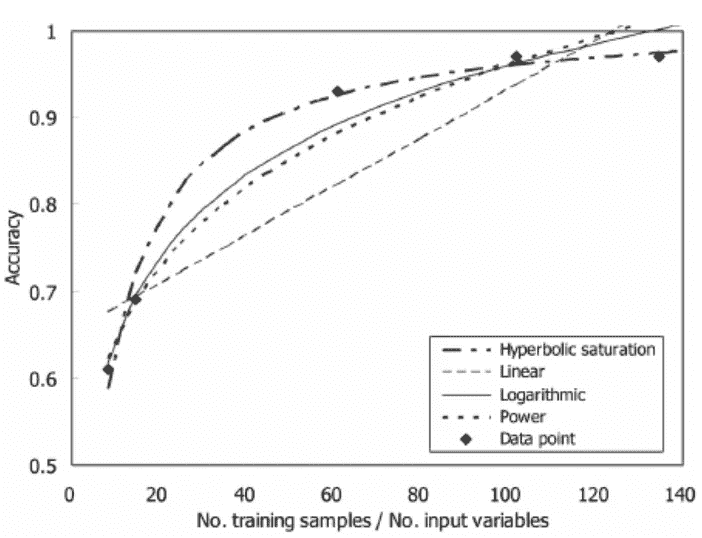 1
0.9
0.8
0.7
0.6
0.5
Accuracy
Hyperbolic saturation
Linear
Logarithmic
Power
Data point
0 20 40 60 80 100 120 140
No. training samples / No. input variables